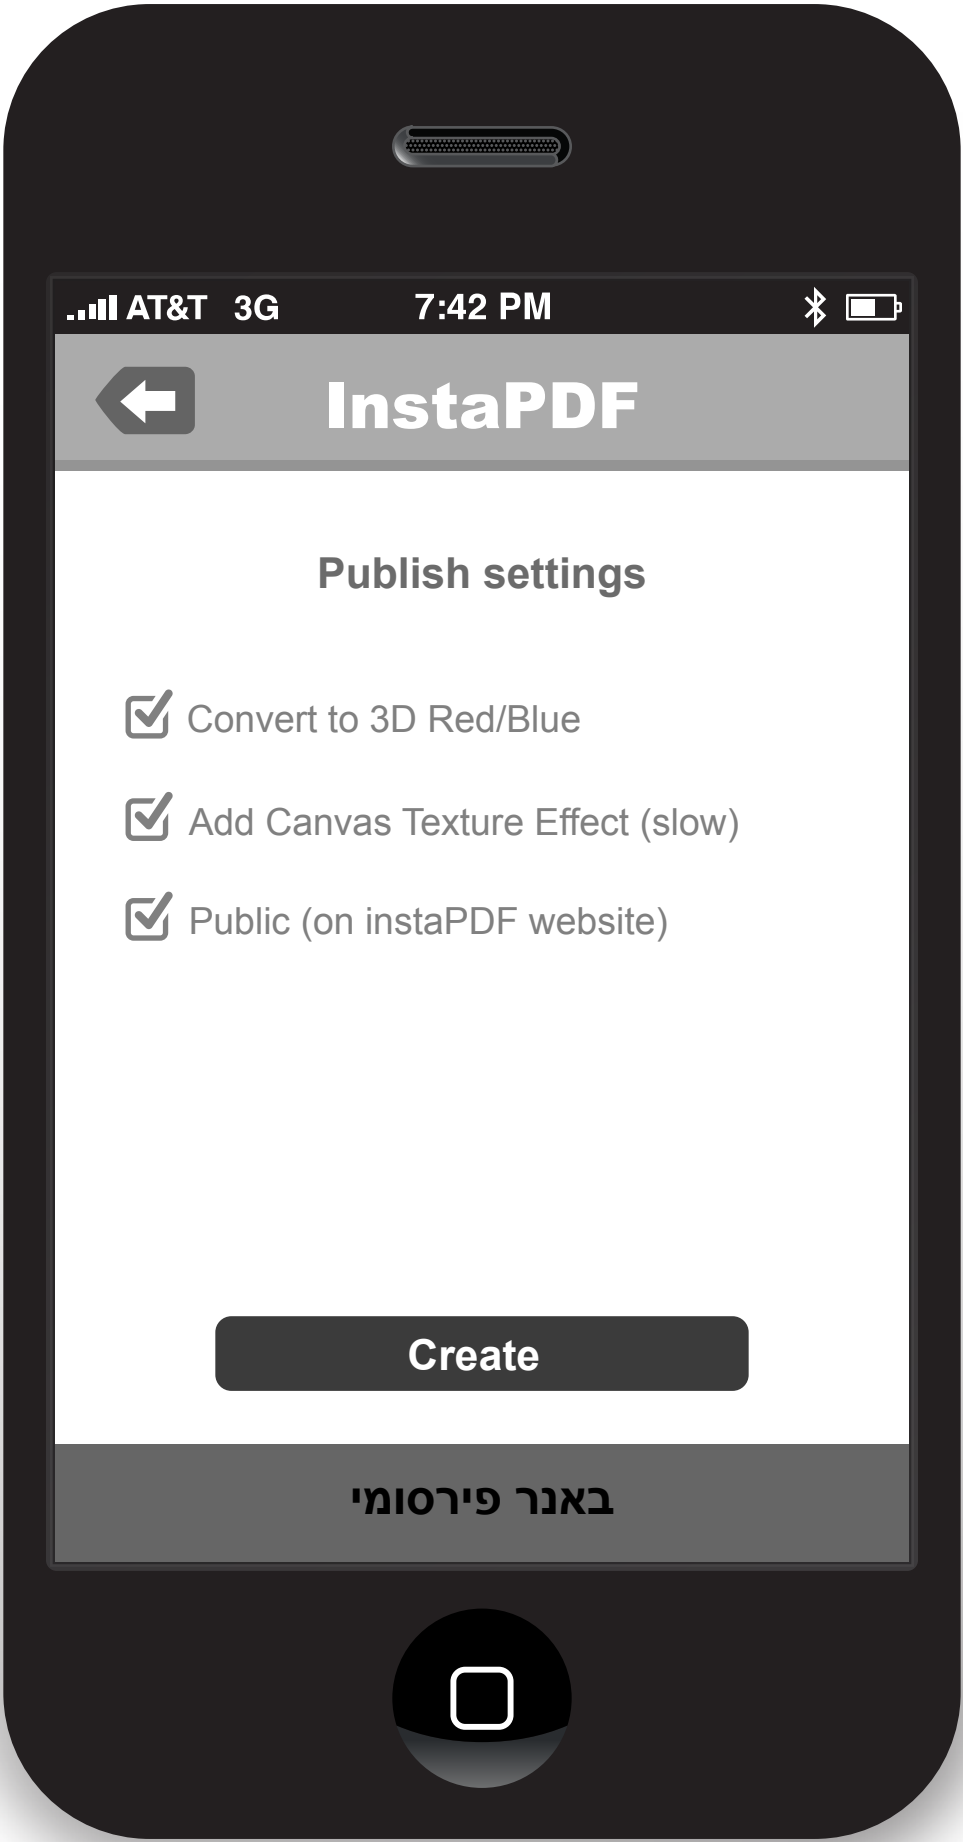 AT&T 3G 7:42 PM
InstaPDF
Publish settings
Convert to 3D Red/Blue
Add Canvas Texture Effect (slow)
Public (on instaPDF website)
Create
באנר פירסומי